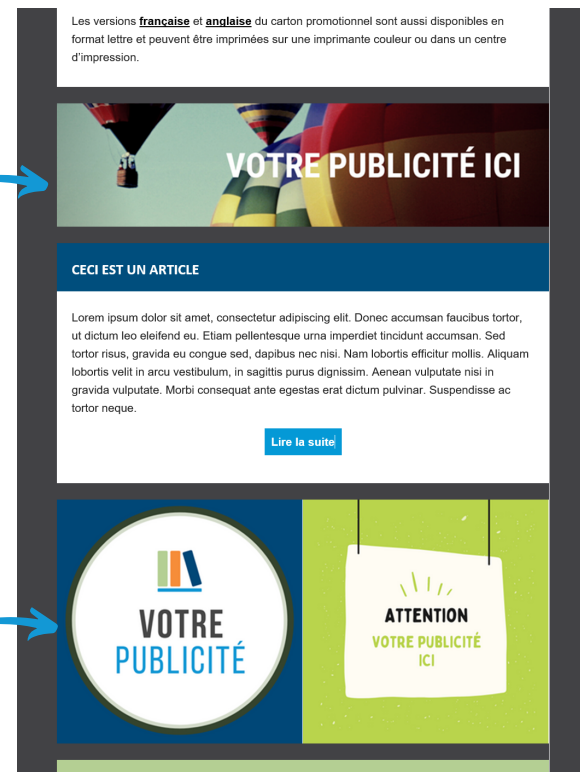 Les versions française et anglaise du carton promotionnel sont aussi disponibles en
format lettre et peuvent être imprimées sur une imprimante couleur ou dans un centre
d'impression.
VOTRE PUBLICITÉ ICI
CECI EST UN ARTICLE
Lorem ipsum dolor sit amet, consectetur adipiscing elit. Donec accumsan faucibus tortor,
ut dictum leo eleifend eu. Etiam pellentesque urna imperdiet tincidunt accumsan. Sed
tortor risus, gravida eu congue sed, dapibus nec nisi. Nam lobortis efficitur mollis. Aliquam
lobortis velit in arcu vestibulum, in sagittis purus dignissim. Aenean vulputate nisi in
gravida vulputate. Morbi consequat ante egestas erat dictum pulvinar. Suspendisse ac
tortor neque.
Lire la suite
VOTRE
PUBLICITÉ
ATTENTION
VOTRE PUBLICITÉ
ICI